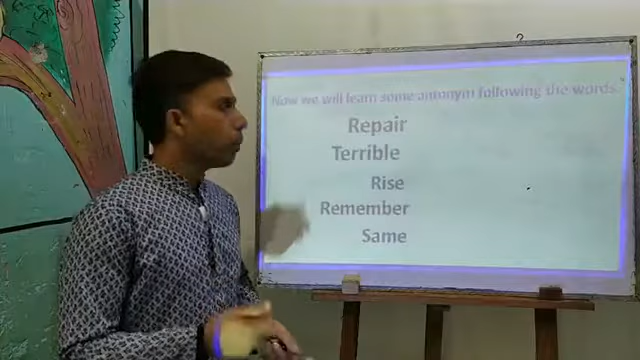 Now we will learn some antonym following the words.
Repair
Terrible
Rise
Remember
Same